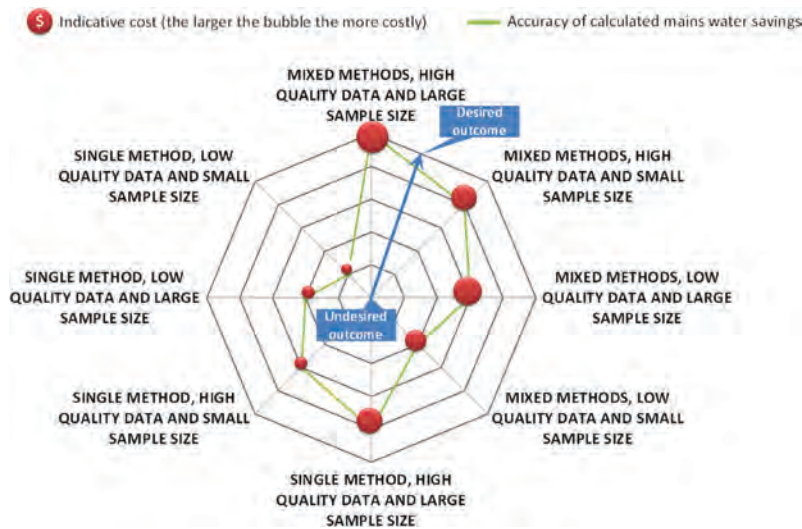 $ Indicative cost (the larger the bubble the more costly)
Accuracy of calculated mains water savings
MIXED METHODS, HIGH
QUALITY DATA AND LARGE
SAMPLE SIZE
Desired
outcome
SINGLE METHOD, LOW
QUALITY DATA AND SMALL
SAMPLE SIZE
MIXED METHODS, HIGH
QUALITY DATA AND SMALL
SAMPLE SIZE
SINGLE METHOD, LOW
QUALITY DATA AND LARGE
SAMPLE SIZE
MIXED METHODS, LOW
QUALITY DATA AND LARGE
SAMPLE SIZE
Undesired
outcome
SINGLE METHOD, HIGH
QUALITY DATA AND SMALL
SAMPLE SIZE
MIXED METHODS, LOW
QUALITY DATA AND SMALL
SAMPLE SIZE
SINGLE METHOD, HIGH
QUALITY DATA AND LARGE
SAMPLE SIZE